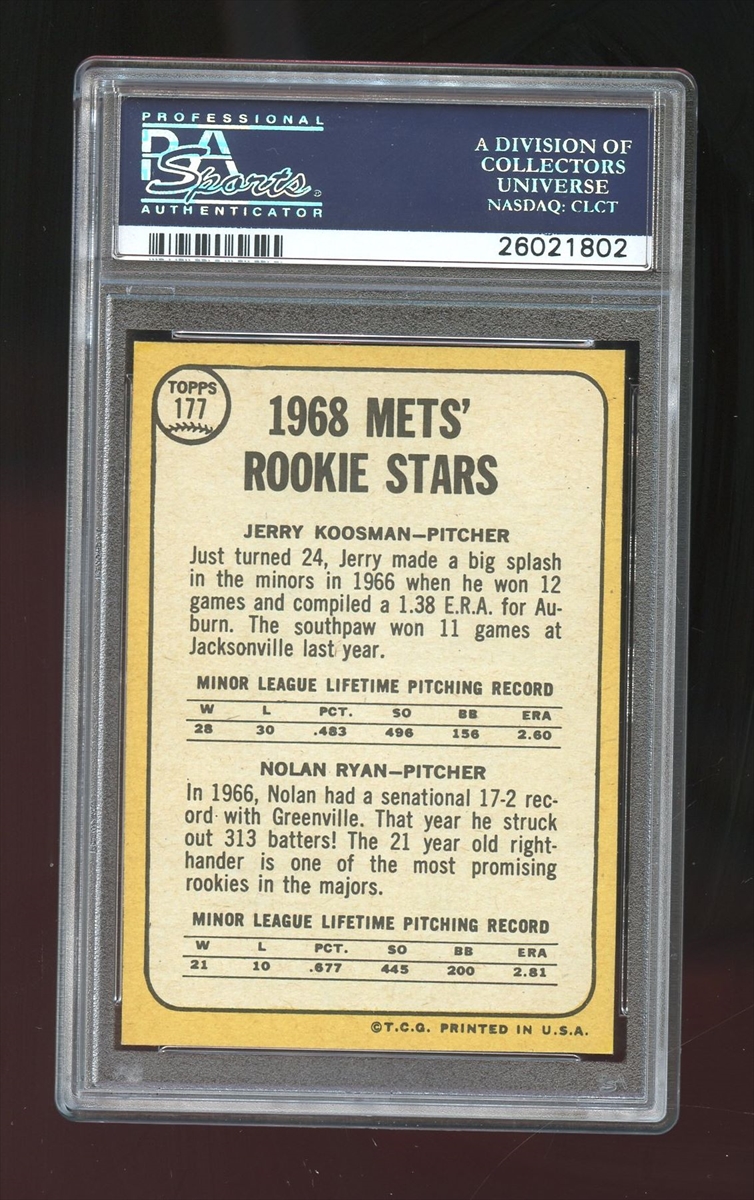 PROFESSIONAL
PSA
Sports
AUTHENTICATOR
A DIVISION OF
COLLECTORS
UNIVERSE
NASDAQ: CLCT
26021802
TOPPS
177
1968 METS'
ROOKIE STARS
JERRY KOOSMAN—PITCHER
Just turned 24, Jerry made a big splash
in the minors in 1966 when he won 12
games and compiled a 1.38 E.R.A. for Au-
burn. The southpaw won 11 games at
Jacksonville last year.
MINOR LEAGUE LIFETIME PITCHING RECORD
W L PCT. SO BB ERA
28 30 .483 496 156 2.60
NOLAN RYAN—PITCHER
In 1966, Nolan had a senational 17-2 rec-
ord with Greenville. That year he struck
out 313 batters! The 21 year old right-
hander is one of the most promising
rookies in the majors.
MINOR LEAGUE LIFETIME PITCHING RECORD
W L PCT. SO BB ERA
21 10 .677 445 200 2.81
©T.C.G. PRINTED IN U.S.A.